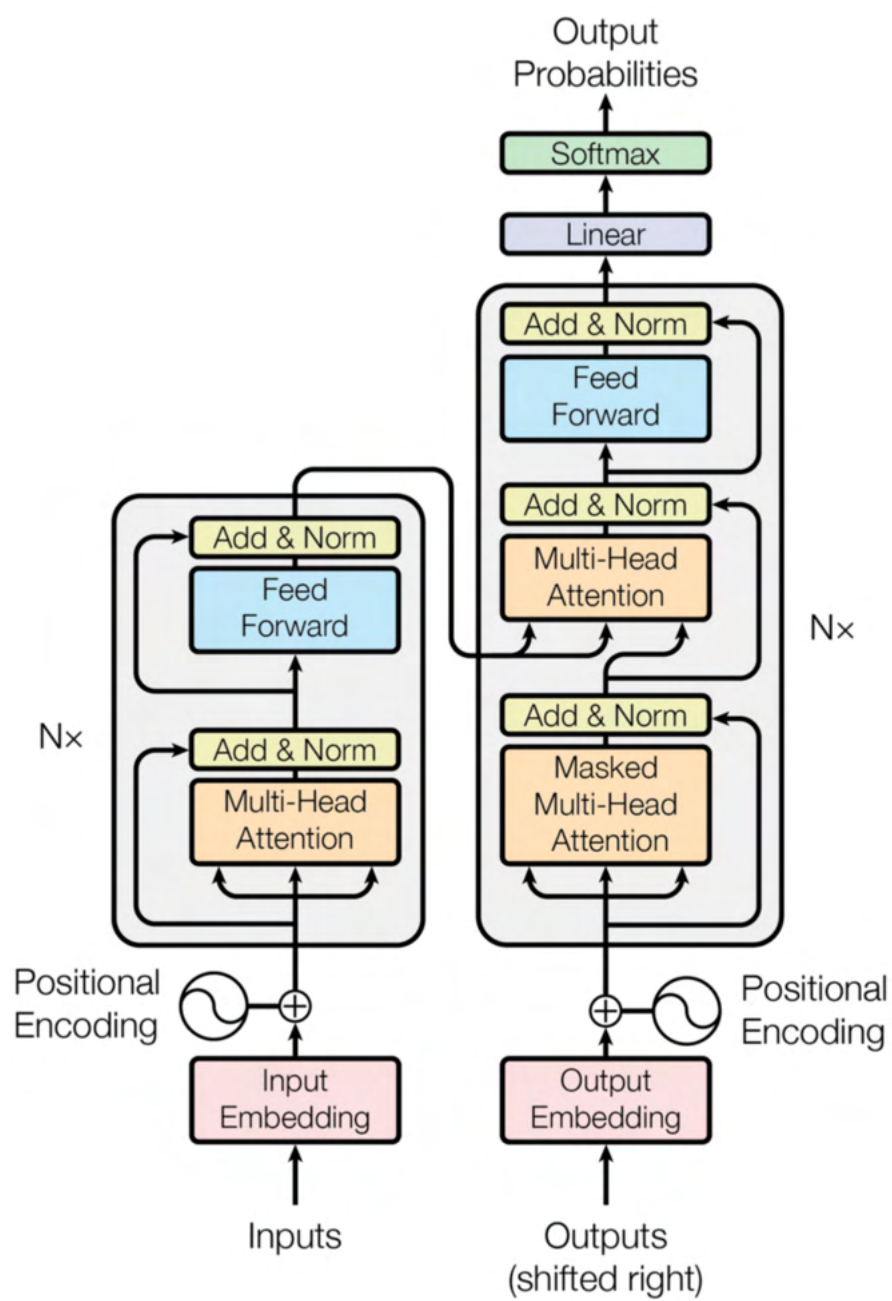 Output
Probabilities
Softmax
Linear
Add & Norm
Feed
Forward
Add & Norm
Multi-Head
Attention
Add & Norm
Masked
Multi-Head
Attention
Nx
Add & Norm
Feed
Forward
Add & Norm
Multi-Head
Attention
Nx
Positional
Encoding
Positional
Encoding
Input
Embedding
Output
Embedding
Inputs
Outputs
(shifted right)